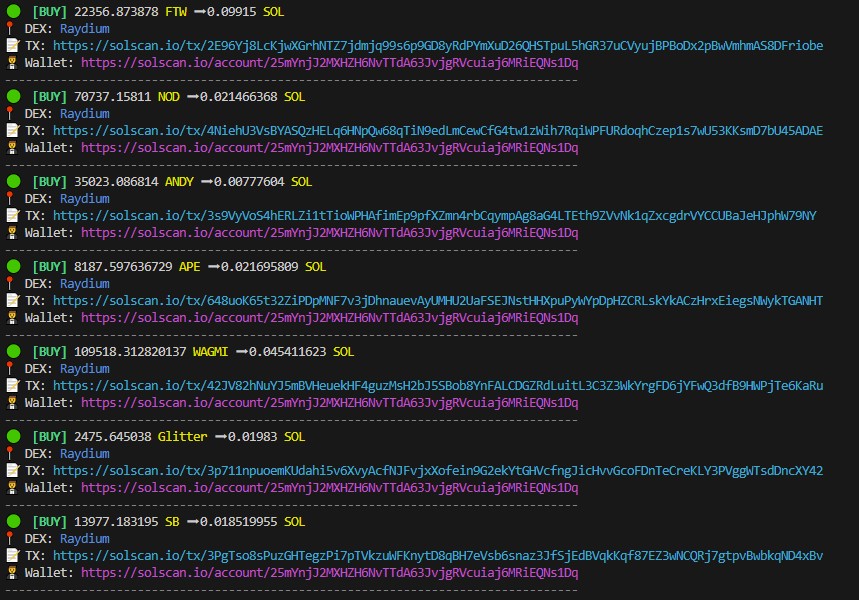 [BUY] 22356.873878 FTW ➞0.09915 SOL
DEX: Raydium
TX: https://solscan.io/tx/2E96Yj8LcKjwXGrhNTZ7jdmjq99s6p9GD8yRdPYmXuD26QHSTpuL5hGR37uCVyujBPBoDx2pBwVmhmAS8DFriobe
Wallet: https://solscan.io/account/25mYnjJ2MXHZH6NvTTdA63JvjgRVcuiaj6MRiEQNs1Dq
[BUY] 70737.15811 NOD ➞0.021466368 SOL
DEX: Raydium
TX: https://solscan.io/tx/4NiehU3VsBYASQzHELq6HNpQw68qTiN9edLmCewCfG4tw1zWih7RqiWPFURdoqhCzep1s7wU53KKsmD7bU45ADAE
Wallet: https://solscan.io/account/25mYnjJ2MXHZH6NvTTdA63JvjgRVcuiaj6MRiEQNs1Dq
[BUY] 35023.086814 ANDY ➞0.00777604 SOL
DEX: Raydium
TX: https://solscan.io/tx/3s9VyVoS4hERLZi1tTioWPHAfimEp9pfXZmn4rbCqympAg8aG4LTEth9ZVvNk1qZxcgdrVYCCUBaJeHJphW79NY
Wallet: https://solscan.io/account/25mYnjJ2MXHZH6NvTTdA63JvjgRVcuiaj6MRiEQNs1Dq
[BUY] 8187.597636729 APE ➞0.021695809 SOL
DEX: Raydium
TX: https://solscan.io/tx/648uoK65t32ZiPDpMNF7v3jDhnauevAyUMHU2UaFSEJNstHHXpuPyWYpDpHZCRLskYkACzHrxEiegsNWykTGANHT
Wallet: https://solscan.io/account/25mYnjJ2MXHZH6NvTTdA63JvjgRVcuiaj6MRiEQNs1Dq
[BUY] 109518.312820137 WAGMI ➞0.045411623 SOL
DEX: Raydium
TX: https://solscan.io/tx/42JV82hNuYJ5mBVHeuekHF4guzMsH2bJ5SBob8YnFALCDGZRdLuitL3C3Z3WkYrgFD6jYFwQ3dfB9HWPjTe6KaRu
Wallet: https://solscan.io/account/25mYnjJ2MXHZH6NvTTdA63JvjgRVcuiaj6MRiEQNs1Dq
[BUY] 2475.645038 Glitter ➞0.01983 SOL
DEX: Raydium
TX: https://solscan.io/tx/3p711npuoemKUdahi5v6XvyAcfNJFvjxXofein9G2ekYtGHVcfngJicHvvGcoFDnTeCreKLY3PVggWTsdDncXY42
Wallet: https://solscan.io/account/25mYnjJ2MXHZH6NvTTdA63JvjgRVcuiaj6MRiEQNs1Dq
[BUY] 13977.183195 SB ➞0.018519955 SOL
DEX: Raydium
TX: https://solscan.io/tx/3PgTso8sPuzGHTegzPi7pTVkzuWFKnytD8qBH7eVsb6snaz3JfSjEdBVqkKqf87EZ3wNCQRj7gtpvBwbkqND4xBv
Wallet: https://solscan.io/account/25mYnjJ2MXHZH6NvTTdA63JvjgRVcuiaj6MRiEQNs1Dq